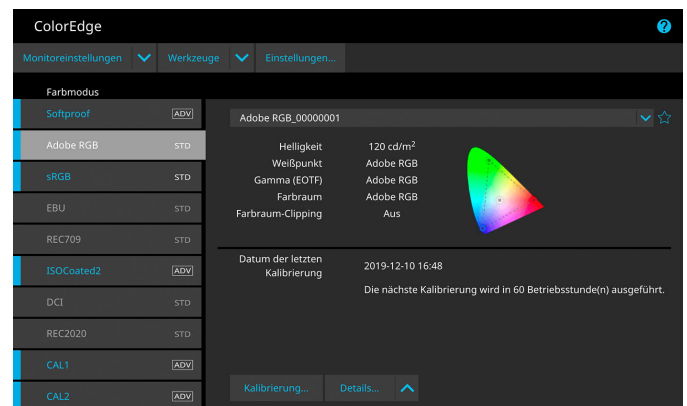 ColorEdge
Monitoreinstellungen Werkzeuge Einstellungen...
Farbmodus
Softproof ADV
Adobe RGB STD
sRGB STD
EBU STD
REC709 STD
ISOCoated2 ADV
DCI STD
REC2020 STD
CAL1 ADV
CAL2 ADV
Adobe RGB_00000001
Helligkeit 120 cd/m²
Weißpunkt Adobe RGB
Gamma (EOTF) Adobe RGB
Farbraum Adobe RGB
Farbraum-Clipping Aus
Datum der letzten
Kalibrierung 2019-12-10 16:48
Die nächste Kalibrierung wird in 60 Betriebsstunde(n) ausgeführt.
Kalibrierung... Details...